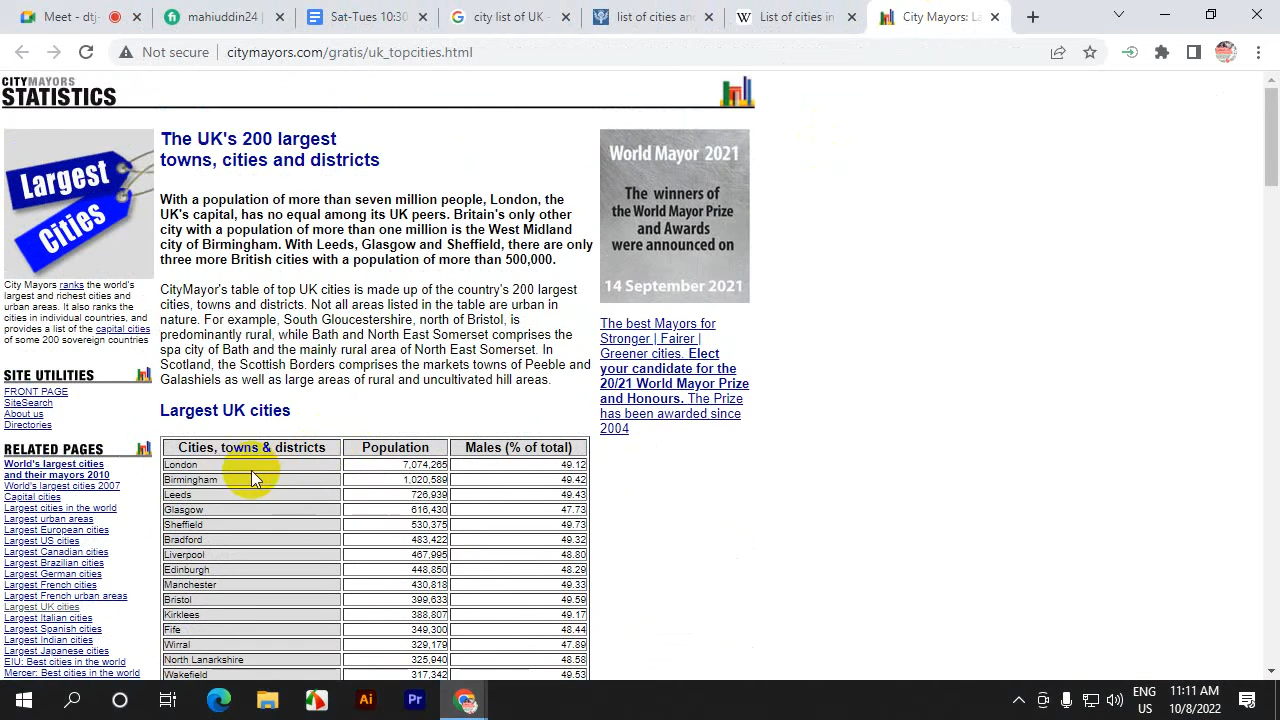 Meet - dtj-
mahiuddin24
Sat-Tues 10:30
city list of UK -
list of cities and
List of cities in
City Mayors: La
Not secure
citymayors.com/gratis/uk_topcities.html
CITYMAYORS
STATISTICS
Largest
Cities
City Mayors ranks the world's
largest and richest cities and
urban areas. It also ranks the
cities in individual countries, and
provides a list of the capital cities
of some 200 sovereign countries
SITE UTILITIES
FRONT PAGE
SiteSearch
About us
Directories
RELATED PAGES
World's largest cities
and their mayors 2010
World's largest cities 2007
Capital cities
Largest cities in the world
Largest urban areas
Largest European cities
Largest US cities
Largest Canadian cities
Largest Brazilian cities
Largest German cities
Largest French cities
Largest French urban areas
Largest UK cities
Largest Italian cities
Largest Spanish cities
Largest Indian cities
Largest Japanese cities
EIU: Best cities in the world
Mercer: Best cities in the world
The UK's 200 largest
towns, cities and districts
With a population of more than seven million people, London, the
UK's capital, has no equal among its UK peers. Britain's only other
city with a population of more than one million is the West Midland
city of Birmingham. With Leeds, Glasgow and Sheffield, there are only
three more British cities with a population of more than 500,000.
CityMayor's table of top UK cities is made up of the country's 200 largest
cities, towns and districts. Not all areas listed in the table are urban in
nature. For example, South Gloucestershire, north of Bristol, is
predominantly rural, while Bath and North East Somerset comprises the
spa city of Bath and the mainly rural area of North East Somerset. In
Scotland, the Scottish Borders comprises the markets towns of Peeble and
Galashiels as well as large areas of rural and uncultivated hill areas.
Largest UK cities
Cities, towns & districts Population Males (% of total)
London 7,074,265 49.12
Birmingham 1,020,589 49.42
Leeds 726,939 49.43
Glasgow 616,430 47.73
Sheffield 530,375 49.73
Bradford 483,422 49.32
Liverpool 467,995 48.80
Edinburgh 448,850 48.29
Manchester 430,818 49.33
Bristol 399,633 49.59
Kirklees 388,807 49.17
Fife 349,300 48.44
Wirral 329,179 47.89
North Lanarkshire 325,940 48.58
Wakefield 317,342 49.53
World Mayor 2021
The winners of
the World Mayor Prize
and Awards
were announced on
14 September 2021
The best Mayors for
Stronger | Fairer |
Greener cities. Elect
your candidate for the
20/21 World Mayor Prize
and Honours. The Prize
has been awarded since
2004
Ai
Pr
ENG
US
11:11 AM
10/8/2022